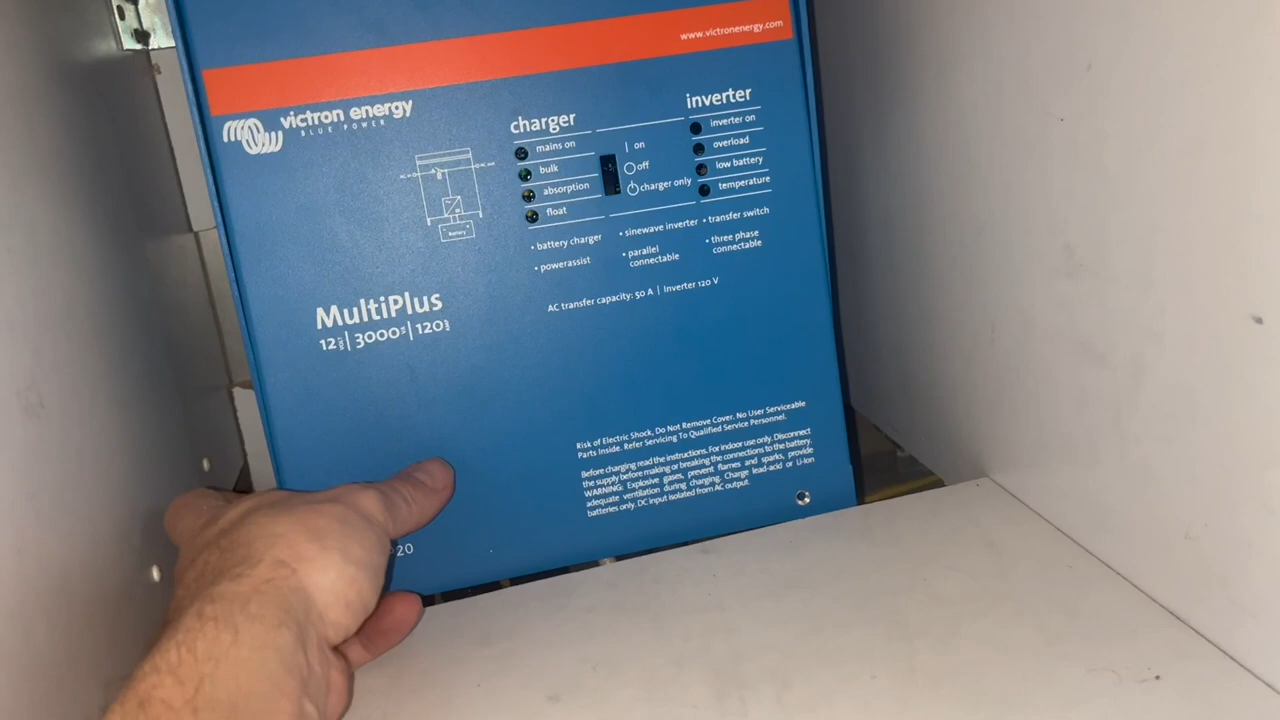 www.victronenergy.com
victron energy
BLUE POWER
charger
inverter
mains on
bulk
absorption
float
on
off
charger only
inverter on
overload
low battery
temperature
• battery charger
• sinewave inverter
• transfer switch
• powerassist
• parallel
connectable
• three phase
connectable
Battery
AC transfer capacity: 50 A | Inverter 120 V
MultiPlus
12 | 3000 | 120
Risk of Electric Shock, Do Not Remove Cover. No User Serviceable
Parts Inside. Refer Servicing To Qualified Service Personnel.
Before charging read the instructions. For indoor use only. Disconnect
the supply before making or breaking the connections to the battery.
WARNING: Explosive gases, prevent flames and sparks, provide
adequate ventilation during charging. Charge lead-acid or Li-Ion
batteries only. DC input isolated from AC output.
20